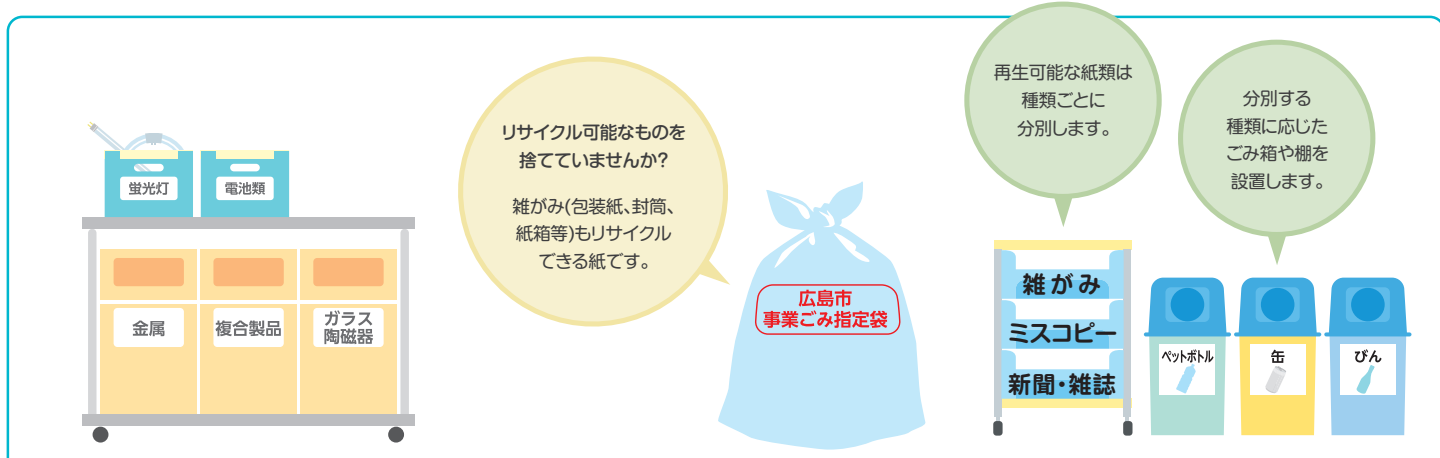 蛍光灯
電池類
金属
複合製品
ガラス
陶磁器
リサイクル可能なものを
捨てていませんか?
雑がみ(包装紙、封筒、
紙箱等)もリサイクル
できる紙です。
広島市
事業ごみ指定袋
再生可能な紙類は
種類ごとに
分別します。
雑がみ
ミスコピー
新聞・雑誌
分別する
種類に応じた
ごみ箱や棚を
設置します。
ペットボトル
缶
びん